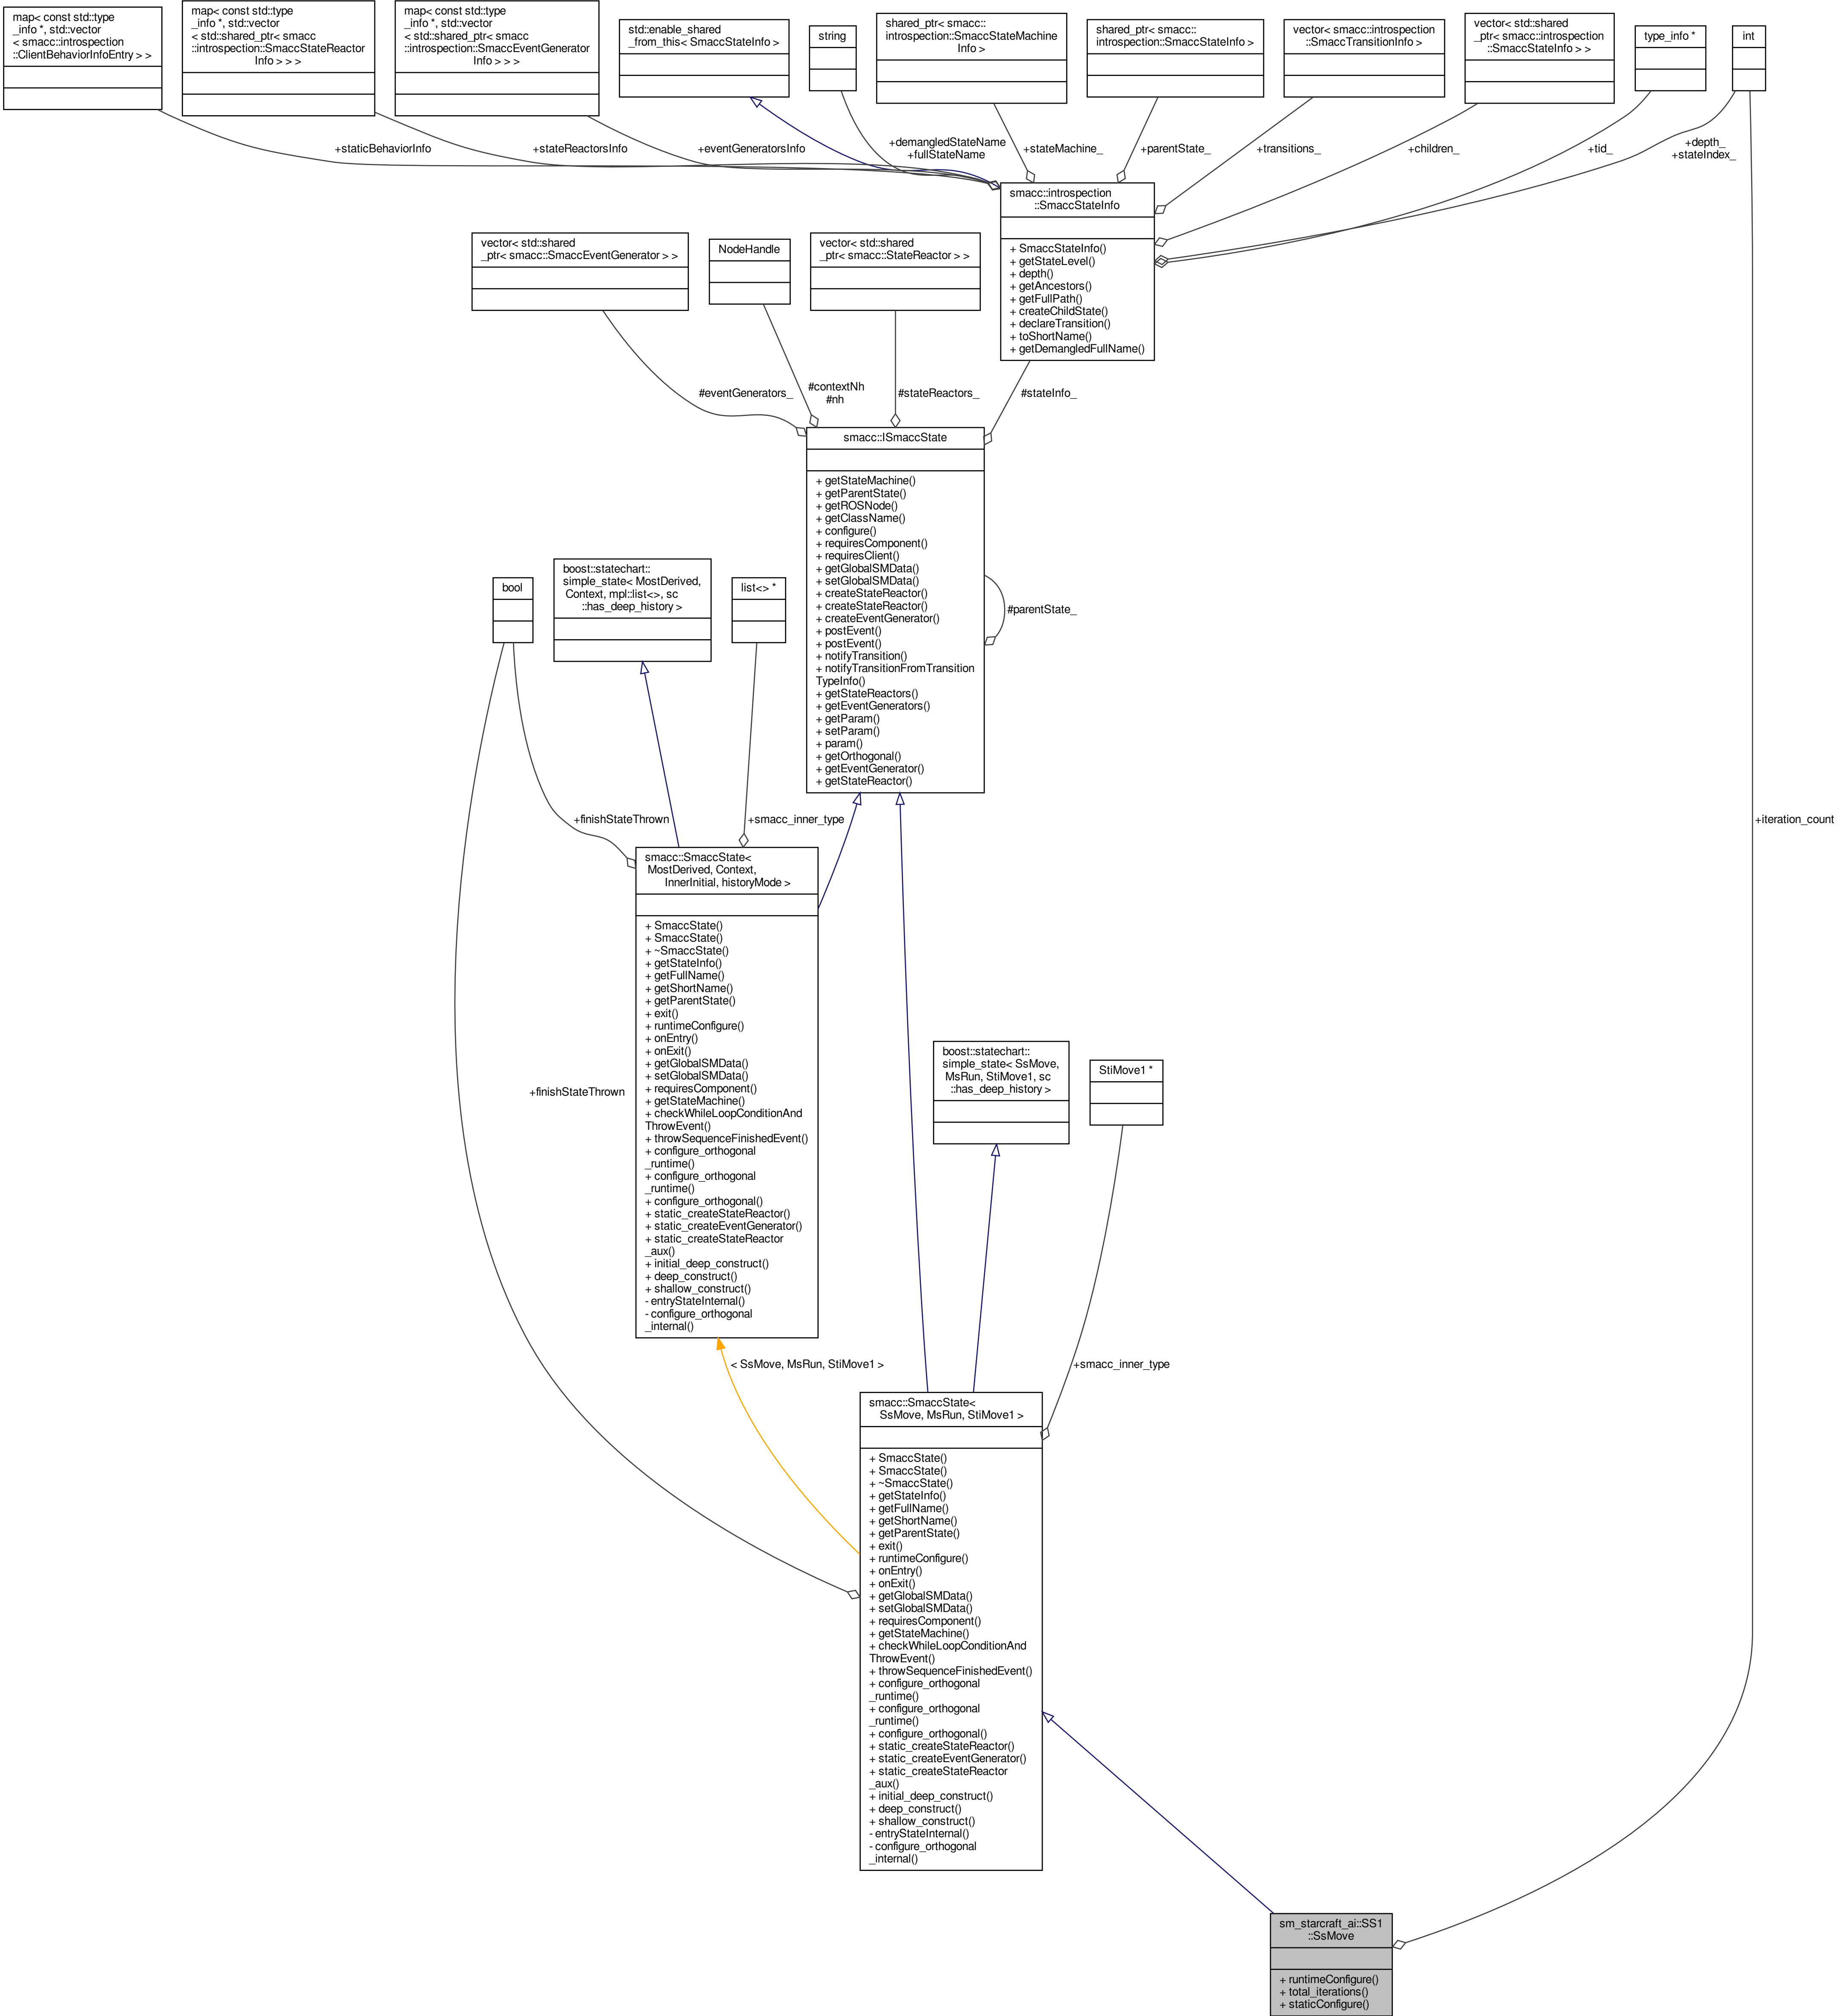 map< const std::type
_info *, std::vector
< smacc::introspection
::ClientBehaviorInfoEntry > >
map< const std::type
_info *, std::vector
< std::shared_ptr< smacc
::introspection::SmaccStateReactor
Info > > >
map< const std::type
_info *, std::vector
< std::shared_ptr< smacc
::introspection::SmaccEventGenerator
Info > > >
std::enable_shared
_from_this< SmaccStateInfo >
string
shared_ptr< smacc::
introspection::SmaccStateMachine
Info >
shared_ptr< smacc::
introspection::SmaccStateInfo >
vector< smacc::introspection
::SmaccTransitionInfo >
vector< std::shared
_ptr< smacc::introspection
::SmaccStateInfo > >
type_info *
int
+staticBehaviorInfo
+stateReactorsInfo
+eventGeneratorsInfo
+demangledStateName
+fullStateName
+stateMachine_
+parentState_
+transitions_
+children_
+tid_
+depth_
+stateIndex_
smacc::introspection
::SmaccStateInfo
+ SmaccStateInfo()
+ getStateLevel()
+ depth()
+ getAncestors()
+ getFullPath()
+ createChildState()
+ declareTransition()
+ toShortName()
+ getDemangledFullName()
vector< std::shared
_ptr< smacc::SmaccEventGenerator > >
NodeHandle
vector< std::shared
_ptr< smacc::StateReactor > >
#eventGenerators_
#contextNh
#nh
#stateReactors_
#stateInfo_
smacc::ISmaccState
+ getStateMachine()
+ getParentState()
+ getROSNode()
+ getClassName()
+ configure()
+ requiresComponent()
+ requiresClient()
+ getGlobalSMData()
+ setGlobalSMData()
+ createStateReactor()
+ createStateReactor()
+ createEventGenerator()
+ postEvent()
+ postEvent()
+ notifyTransition()
+ notifyTransitionFromTransition
TypeInfo()
+ getStateReactors()
+ getEventGenerators()
+ getParam()
+ setParam()
+ param()
+ getOrthogonal()
+ getEventGenerator()
+ getStateReactor()
#parentState_
bool
boost::statechart::
simple_state< MostDerived,
Context, mpl::list<>, sc
::has_deep_history >
list<> *
+finishStateThrown
+smacc_inner_type
+iteration_count
smacc::SmaccState<
MostDerived, Context,
InnerInitial, historyMode >
+ SmaccState()
+ SmaccState()
+ ~SmaccState()
+ getStateInfo()
+ getFullName()
+ getShortName()
+ getParentState()
+ exit()
+ runtimeConfigure()
+ onEntry()
+ onExit()
+ getGlobalSMData()
+ setGlobalSMData()
+ requiresComponent()
+ getStateMachine()
+ checkWhileLoopConditionAnd
ThrowEvent()
+ throwSequenceFinishedEvent()
+ configure_orthogonal
_runtime()
+ configure_orthogonal
_runtime()
+ configure_orthogonal()
+ static_createStateReactor()
+ static_createEventGenerator()
+ static_createStateReactor
_aux()
+ initial_deep_construct()
+ deep_construct()
+ shallow_construct()
- entryStateInternal()
- configure_orthogonal
_internal()
+finishStateThrown
boost::statechart::
simple_state< SsMove,
MsRun, StiMove1, sc
::has_deep_history >
StiMove1 *
< SsMove, MsRun, StiMove1 >
+smacc_inner_type
smacc::SmaccState<
SsMove, MsRun, StiMove1 >
+ SmaccState()
+ SmaccState()
+ ~SmaccState()
+ getStateInfo()
+ getFullName()
+ getShortName()
+ getParentState()
+ exit()
+ runtimeConfigure()
+ onEntry()
+ onExit()
+ getGlobalSMData()
+ setGlobalSMData()
+ requiresComponent()
+ getStateMachine()
+ checkWhileLoopConditionAnd
ThrowEvent()
+ throwSequenceFinishedEvent()
+ configure_orthogonal
_runtime()
+ configure_orthogonal
_runtime()
+ configure_orthogonal()
+ static_createStateReactor()
+ static_createEventGenerator()
+ static_createStateReactor
_aux()
+ initial_deep_construct()
+ deep_construct()
+ shallow_construct()
- entryStateInternal()
- configure_orthogonal
_internal()
sm_starcraft_ai::SS1
::SsMove
+ runtimeConfigure()
+ total_iterations()
+ staticConfigure()